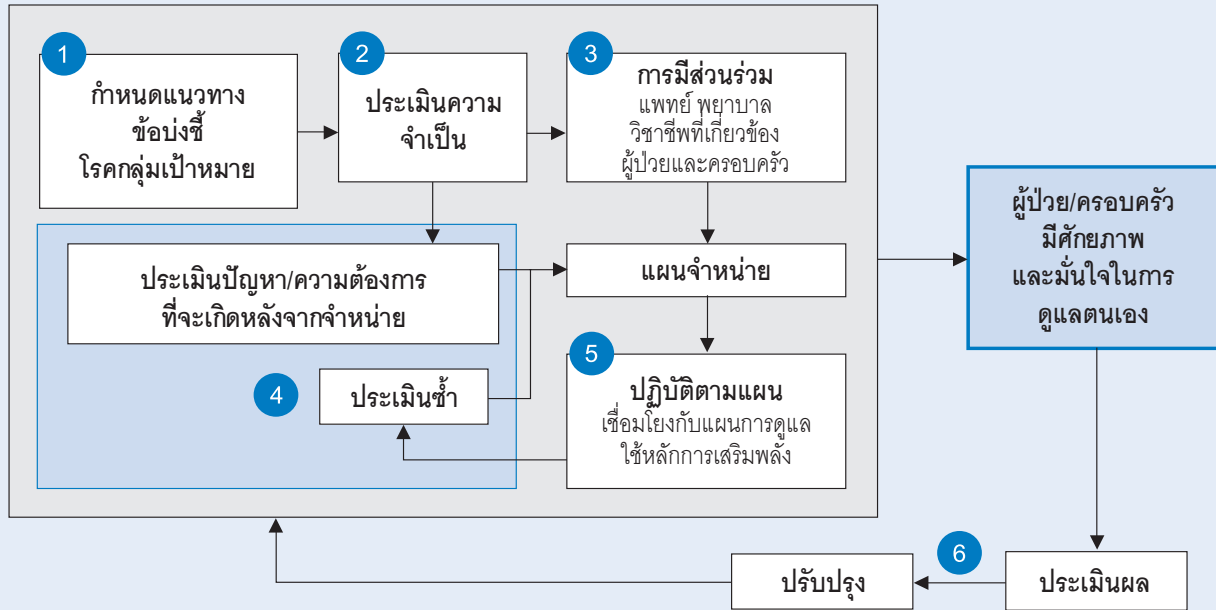 1
กำหนดแนวทาง
ข้อบ่งชี้
โรคกลุ่มเป้าหมาย
2
ประเมินความ
จำเป็น
3
การมีส่วนร่วม
แพทย์ พยาบาล
วิชาชีพที่เกี่ยวข้อง
ผู้ป่วยและครอบครัว
ประเมินปัญหา/ความต้องการ
ที่จะเกิดหลังจากจำหน่าย
แผนจำหน่าย
4
ประเมินซ้ำ
5
ปฏิบัติตามแผน
เชื่อมโยงกับแผนการดูแล
ใช้หลักการเสริมพลัง
ผู้ป่วย/ครอบครัว
มีศักยภาพ
และมั่นใจในการ
ดูแลตนเอง
6
ประเมินผล
ปรับปรุง